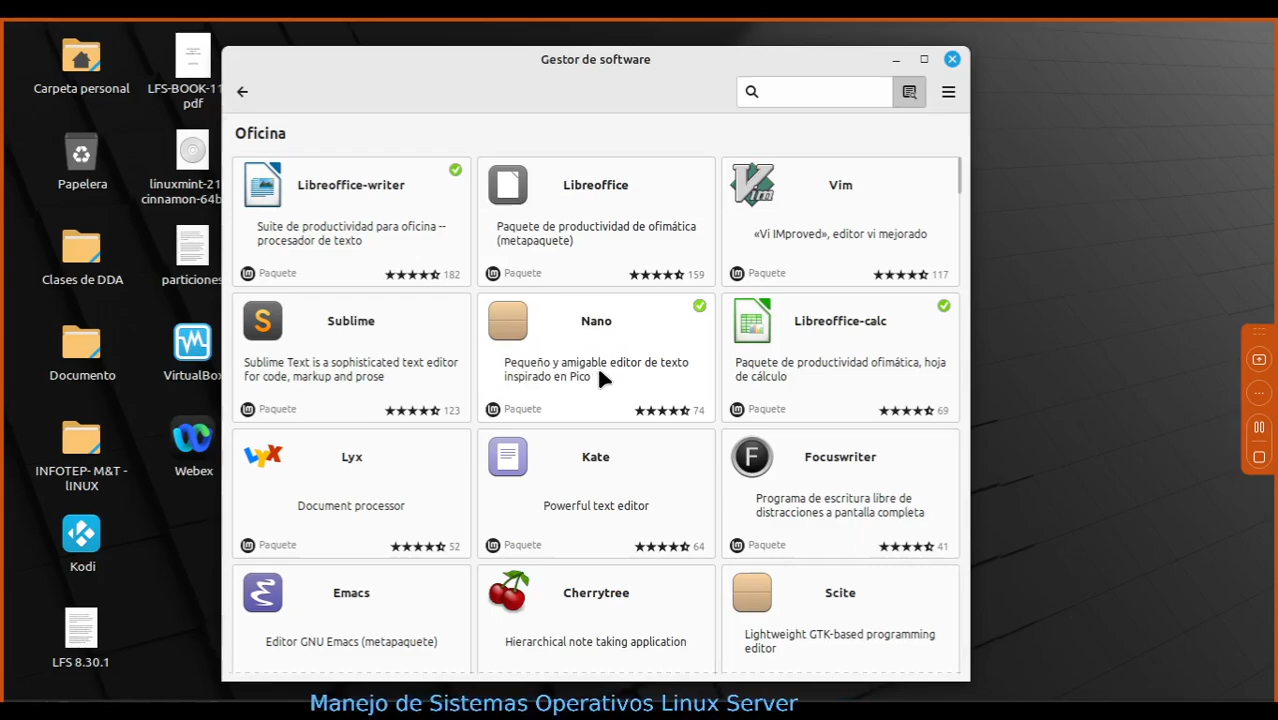 Gestor de software
Oficina
Libreoffice-writer
Suite de productividad para oficina --
procesador de texto
Paquete
182
Libreoffice
Paquete de productividad de ofimática
(metapaquete)
Paquete
159
Vim
«Vi IMproved», editor vi mejorado
Paquete
117
Sublime
Sublime Text is a sophisticated text editor
for code, markup and prose
Paquete
123
Nano
Pequeño y amigable editor de texto
inspirado en Pico
Paquete
74
Libreoffice-calc
Paquete de productividad ofimática, hoja
de cálculo
Paquete
69
Lyx
Document processor
Paquete
52
Kate
Powerful text editor
Paquete
64
Focuswriter
Programa de escritura libre de
distracciones a pantalla completa
Paquete
41
Emacs
Editor GNU Emacs (metapaquete)
Cherrytree
Hierarchical note taking application
Scite
Lightweight GTK-based programming
editor
Carpeta personal
LFS-BOOK-11
pdf
Papelera
linuxmint-21
cinnamon-64b
Clases de DDA
particiones
Documento
VirtualBox
INFOTEP- M&T -
lINUX
Webex
Kodi
LFS 8.30.1
Manejo de Sistemas Operativos Linux Server